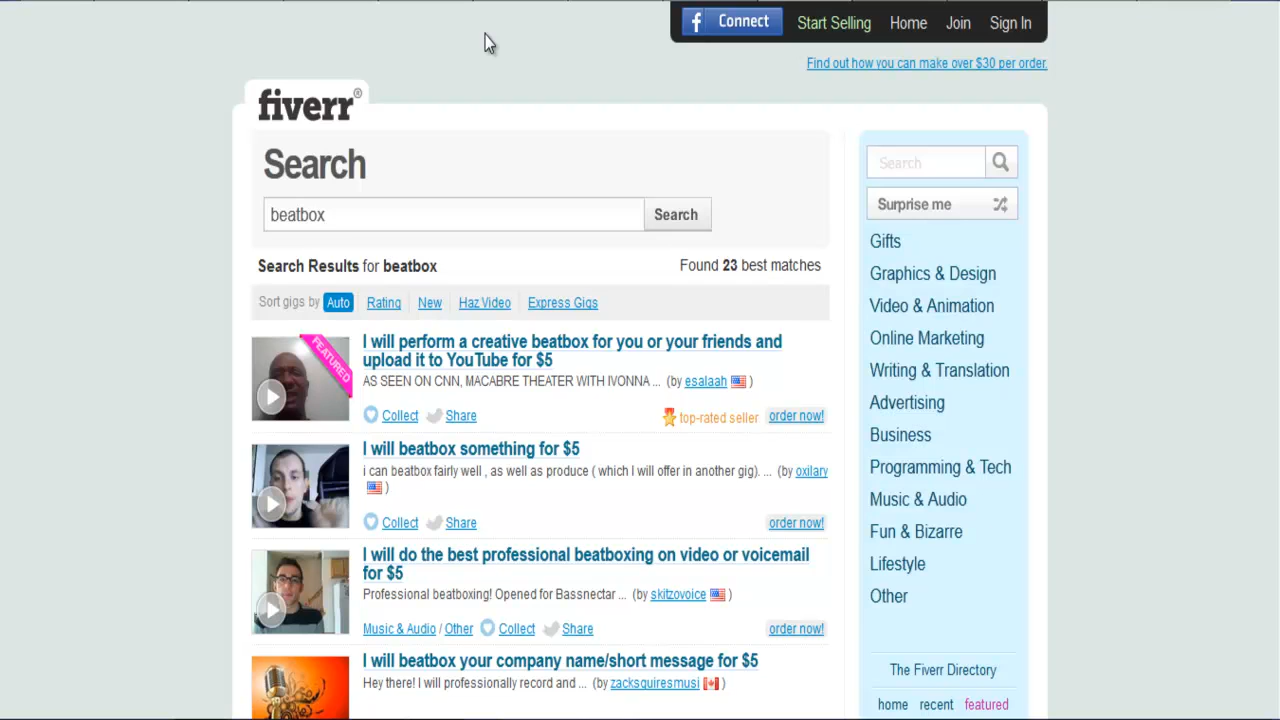 f Connect Start Selling Home Join Sign In
Find out how you can make over $30 per order.
fiverr®
Search
beatbox Search
Search Results for beatbox Found 23 best matches
Sort gigs by Auto Rating New Haz Video Express Gigs
FEATURED
I will perform a creative beatbox for you or your friends and
upload it to YouTube for $5
AS SEEN ON CNN, MACABRE THEATER WITH IVONNA ... (by esalaah )
Collect Share top-rated seller order now!
I will beatbox something for $5
i can beatbox fairly well , as well as produce ( which I will offer in another gig). ... (by oxilary
)
Collect Share order now!
I will do the best professional beatboxing on video or voicemail
for $5
Professional beatboxing! Opened for Bassnectar ... (by skitzovoice )
Music & Audio / Other Collect Share order now!
I will beatbox your company name/short message for $5
Hey there! I will professionally record and ... (by zacksquiresmusi )
Search
Surprise me
Gifts
Graphics & Design
Video & Animation
Online Marketing
Writing & Translation
Advertising
Business
Programming & Tech
Music & Audio
Fun & Bizarre
Lifestyle
Other
The Fiverr Directory
home recent featured